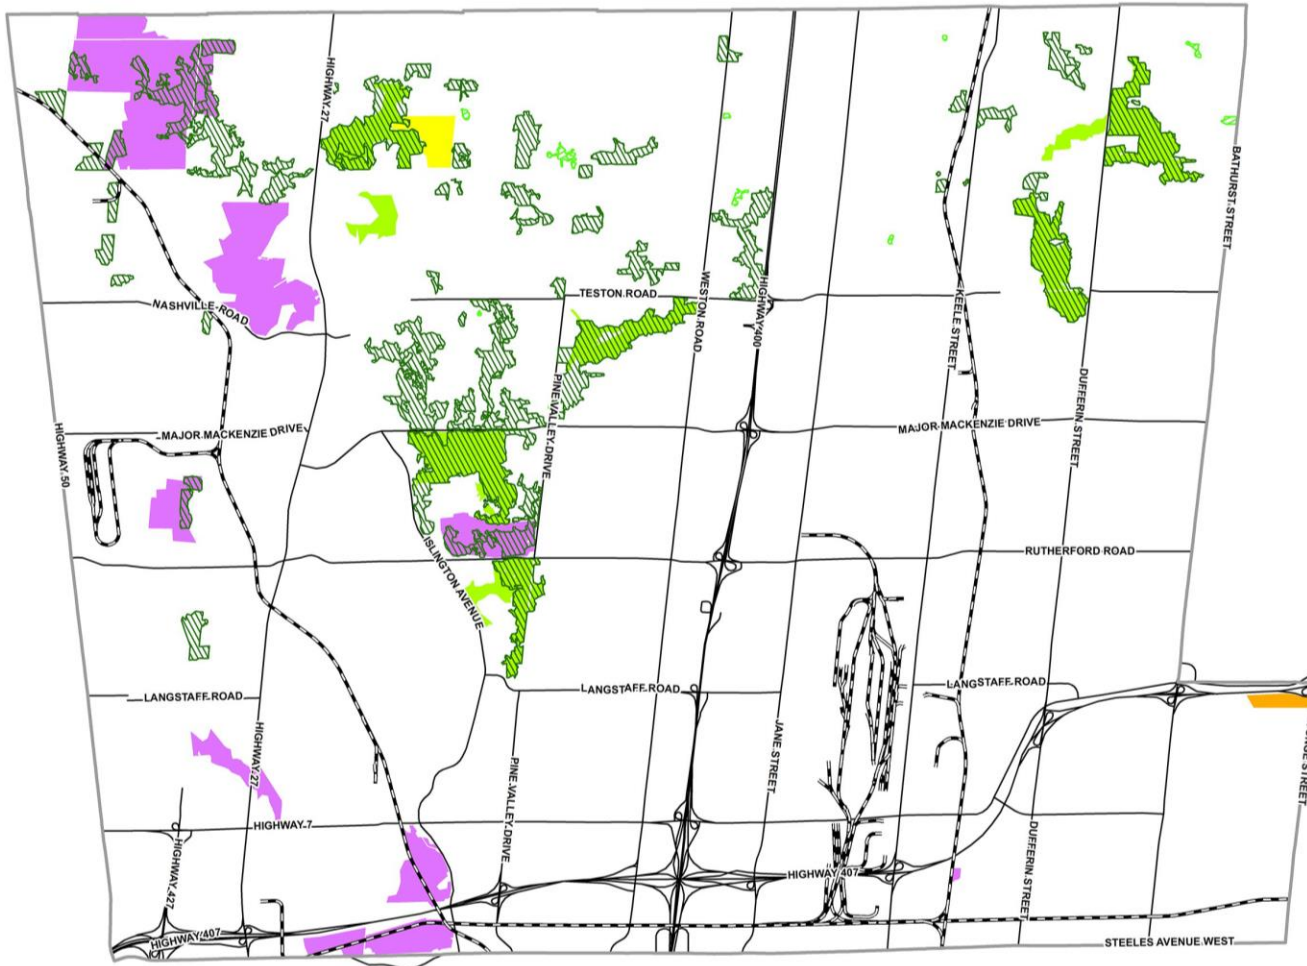 HIGHWAY 27
BATHURST STREET
TESTON ROAD
NASHVILLE ROAD
WESTON ROAD
HIGHWAY 400
KEELE STREET
PINE VALLEY DRIVE
DUFFERIN STREET
MAJOR MACKENZIE DRIVE
MAJOR MACKENZIE DRIVE
HIGHWAY 50
ISLINGTON AVENUE
RUTHERFORD ROAD
LANGSTAFF ROAD
LANGSTAFF ROAD
LANGSTAFF ROAD
HIGHWAY 27
JANE STREET
PINE VALLEY DRIVE
HIGHWAY 7
HIGHWAY 427
DUFFERIN STREET
HIGHWAY 407
HIGHWAY 407
STEELES AVENUE WEST
STREET